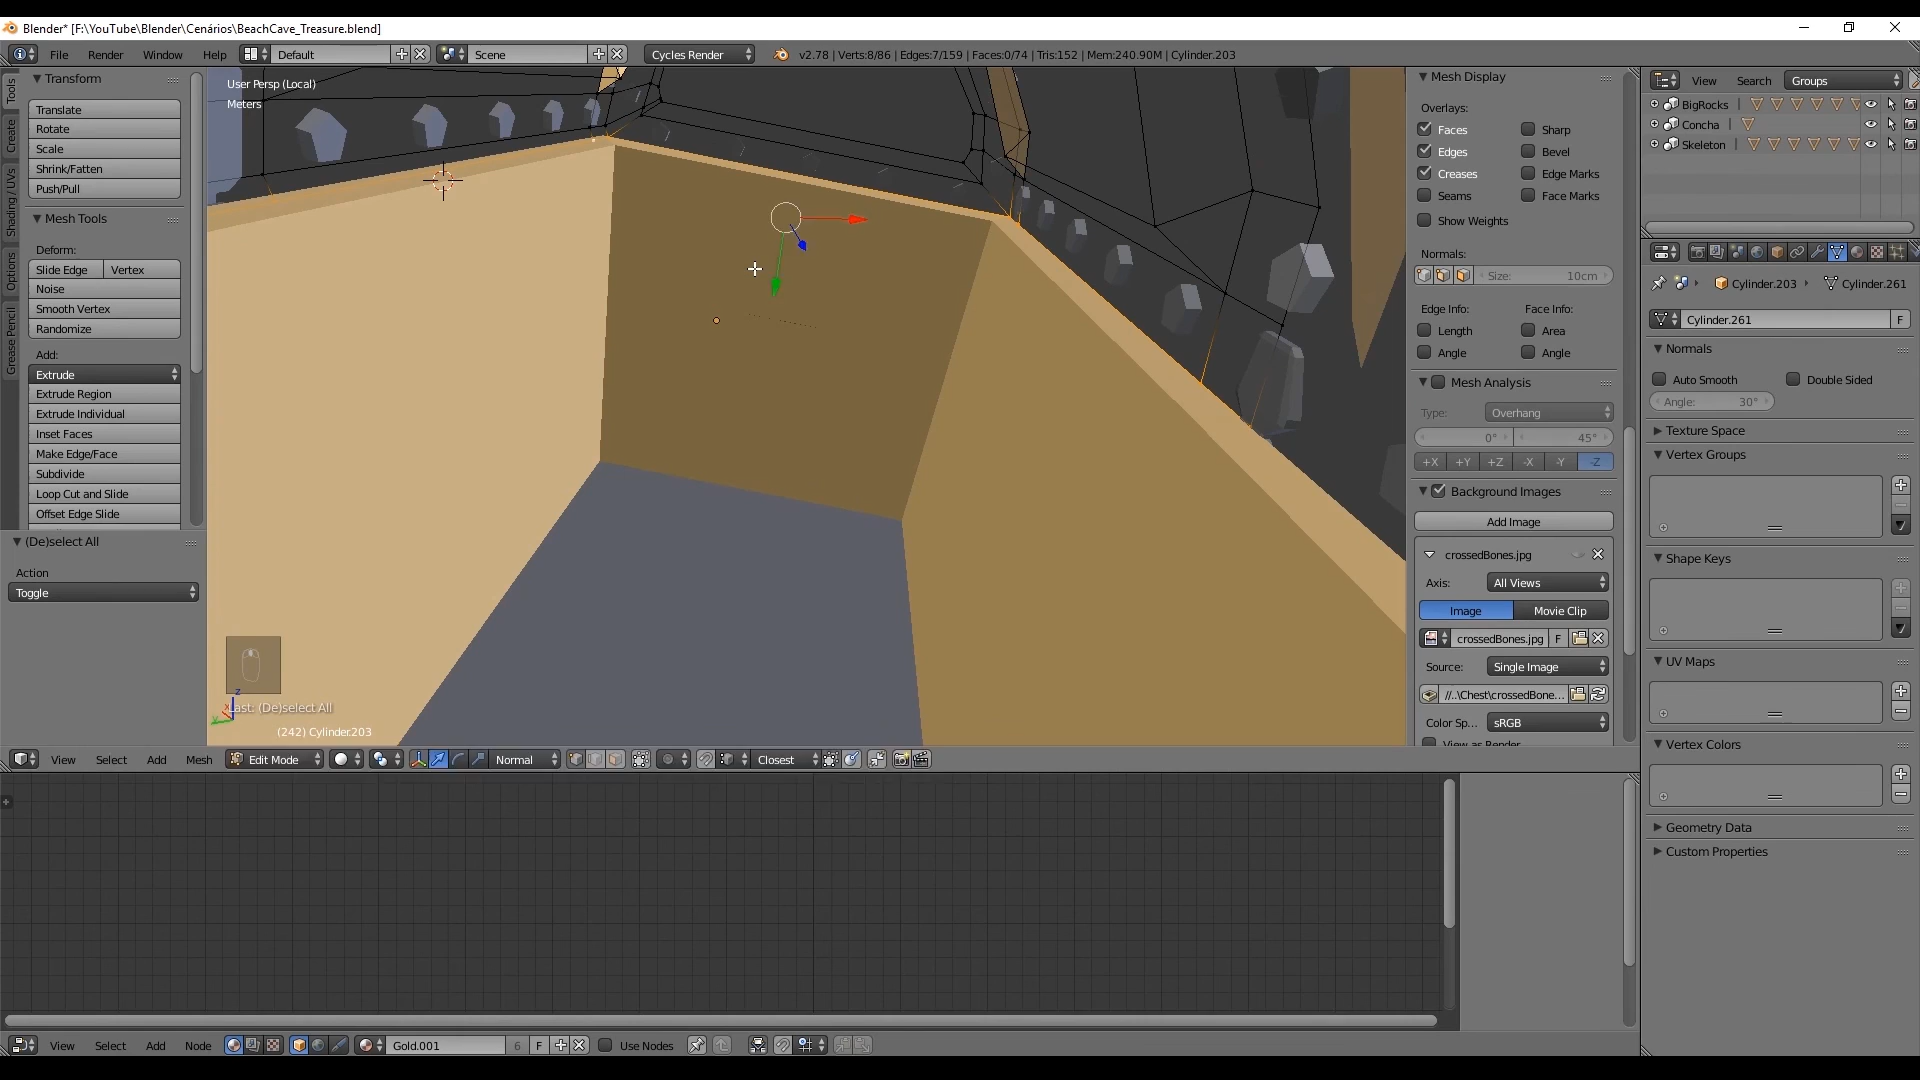 Blender* [F:\YouTube\Blender\Cenários\BeachCave_Treasure.blend]
File Render Window Help Default Scene Cycles Render v2.78 | Verts:8/86 | Edges:7/159 | Faces:0/74 | Tris:152 | Mem:240.90M | Cylinder.203
Tools
Create
Shading / UVs
Options
Grease Pencil
Transform
Translate
Rotate
Scale
Shrink/Fatten
Push/Pull
Mesh Tools
Deform:
Slide Edge Vertex
Noise
Smooth Vertex
Randomize
Add:
Extrude
Extrude Region
Extrude Individual
Inset Faces
Make Edge/Face
Subdivide
Loop Cut and Slide
Offset Edge Slide
(De)select All
Action
Toggle
User Persp (Local)
Meters
Last: (De)select All
(242) Cylinder.203
Mesh Display
Overlays:
Faces Sharp
Edges Bevel
Creases Edge Marks
Seams Face Marks
Show Weights
Normals:
Size: 10cm
Edge Info: Face Info:
Length Area
Angle Angle
Mesh Analysis
Type: Overhang
0° 45°
+X +Y +Z -X -Y -Z
Background Images
Add Image
crossedBones.jpg
Axis: All Views
Image Movie Clip
crossedBones.jpg F
Source: Single Image
//..\Chest\crossedBone...
Color Sp... sRGB
View as Render
View Search Groups
BigRocks
Concha
Skeleton
Cylinder.203 Cylinder.261
Cylinder.261 F
Normals
Auto Smooth Double Sided
Angle: 30°
Texture Space
Vertex Groups
Shape Keys
UV Maps
Vertex Colors
Geometry Data
Custom Properties
View Select Add Mesh Edit Mode Normal Closest
View Select Add Node Gold.001 6 F Use Nodes